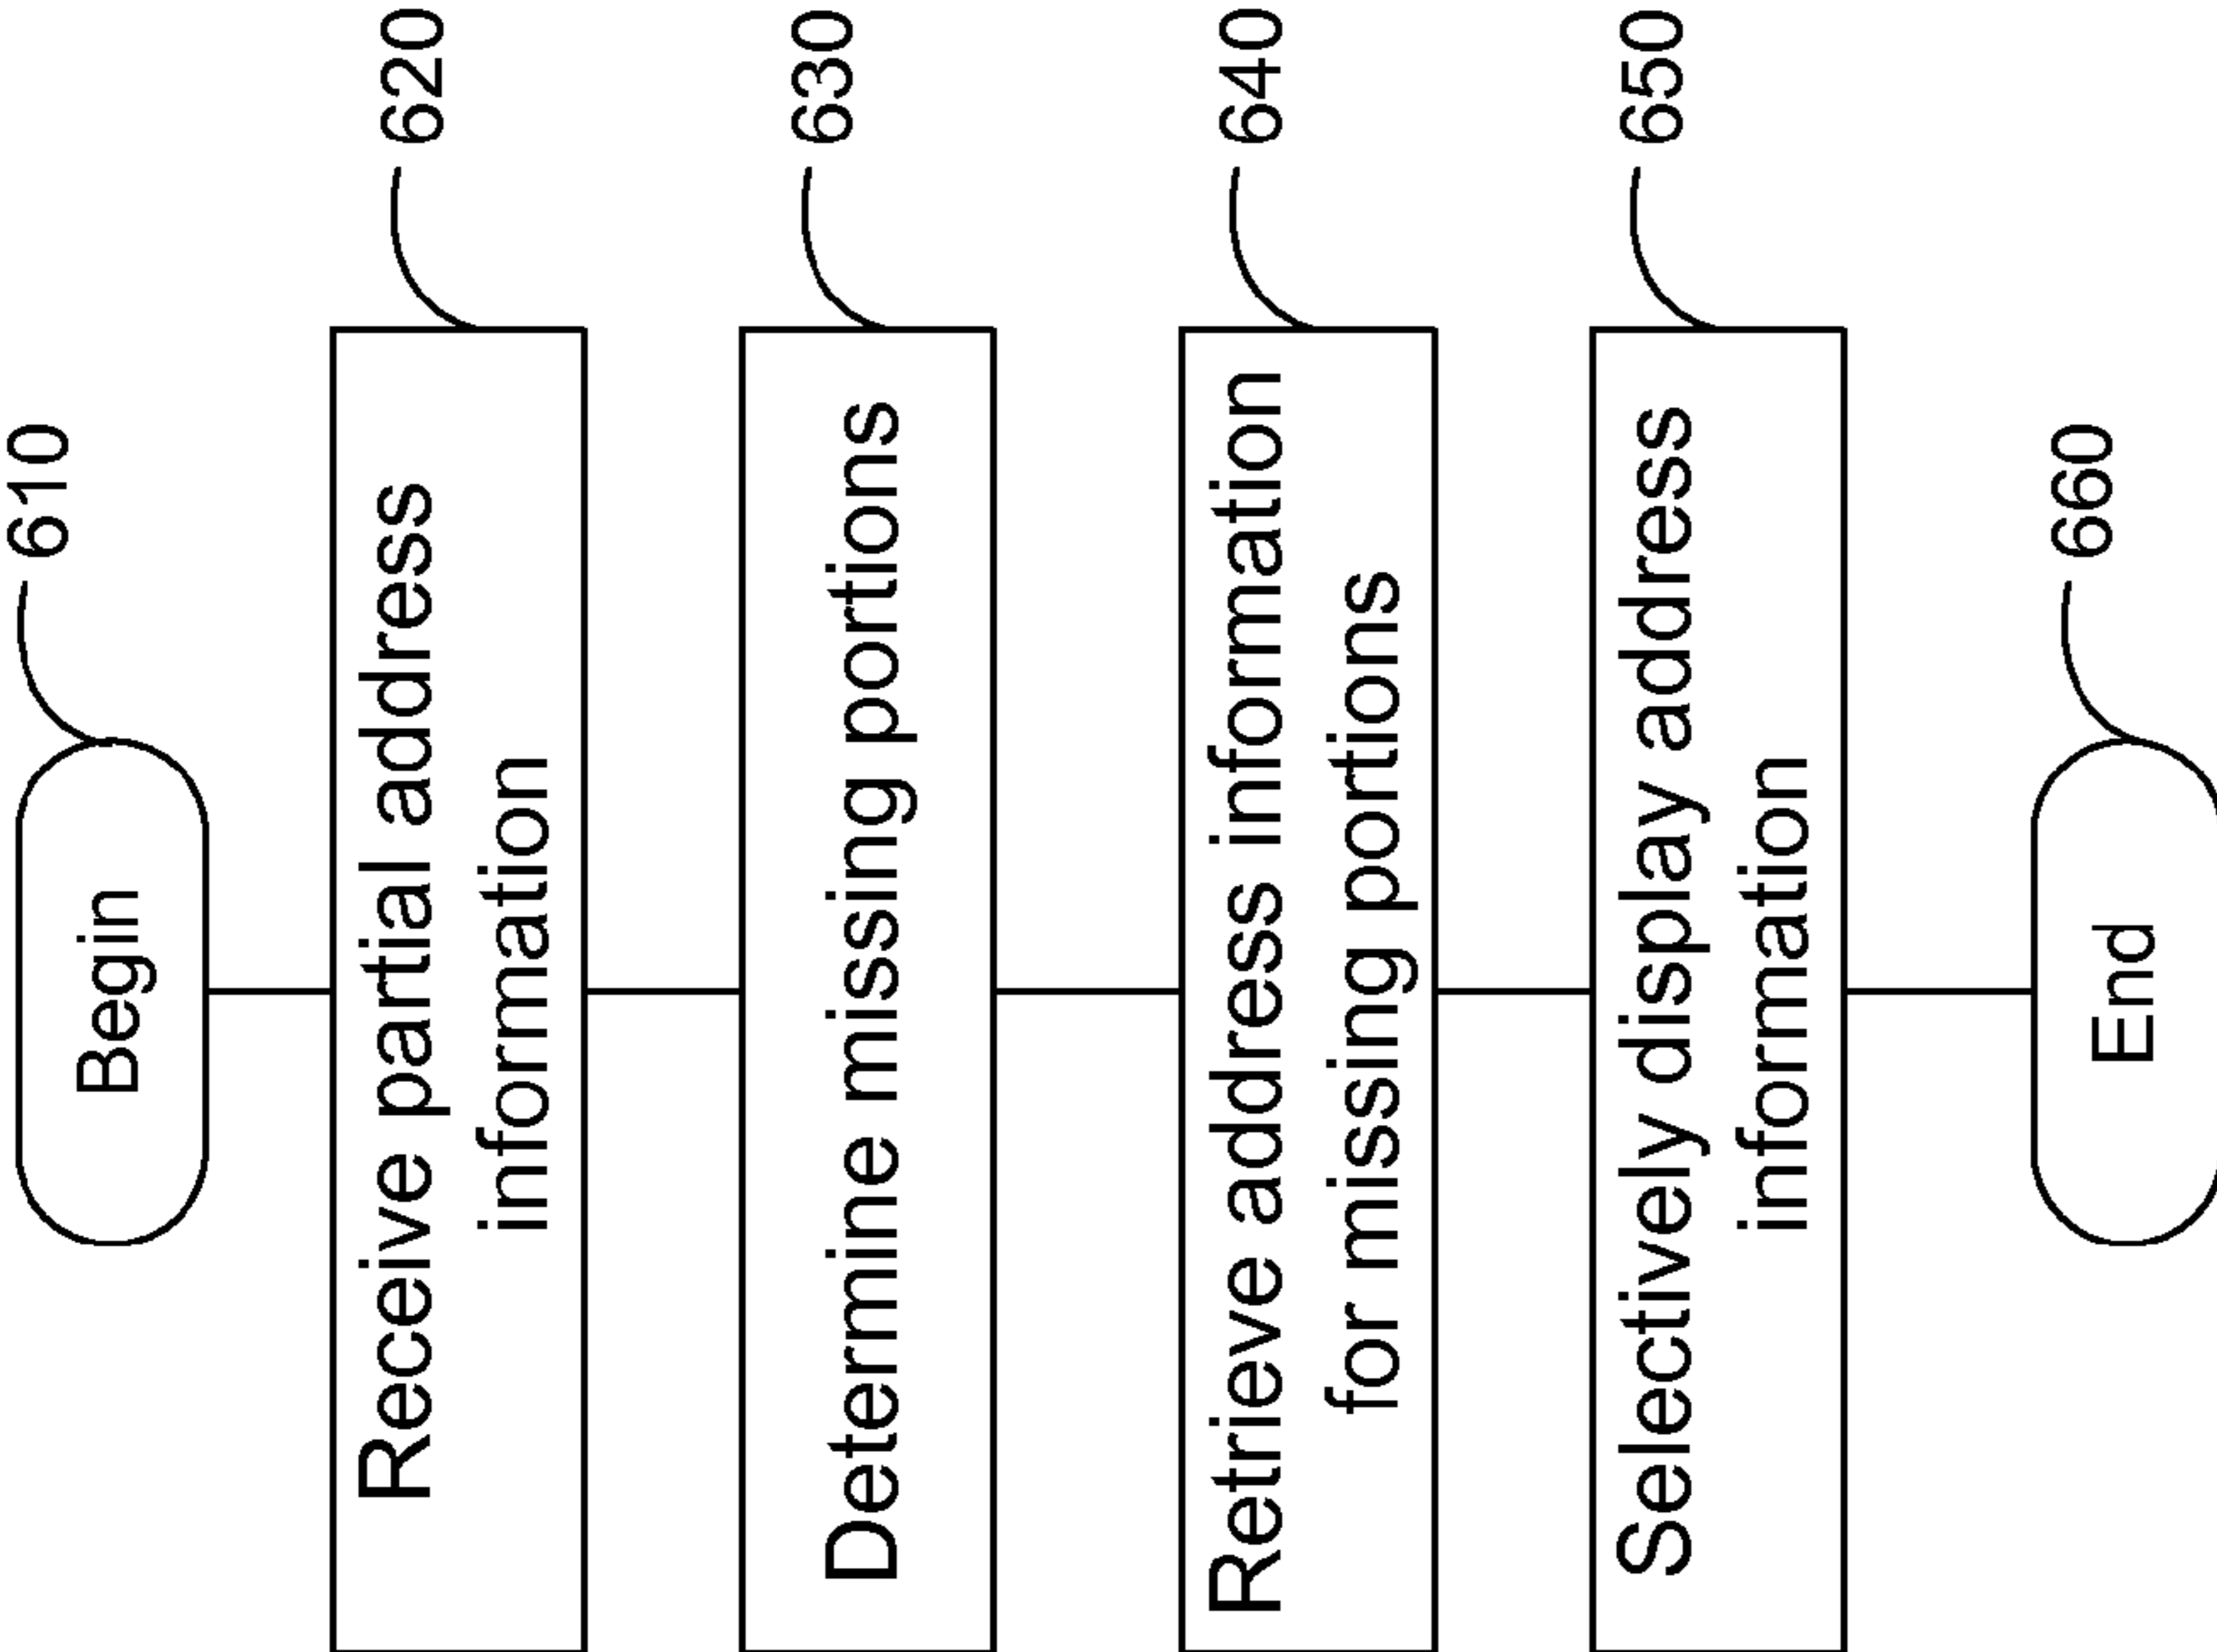 Begin
610
Receive partial address
information
620
Determine missing portions
630
Retrieve address information
for missing portions
640
Selectively display address
information
650
End
660